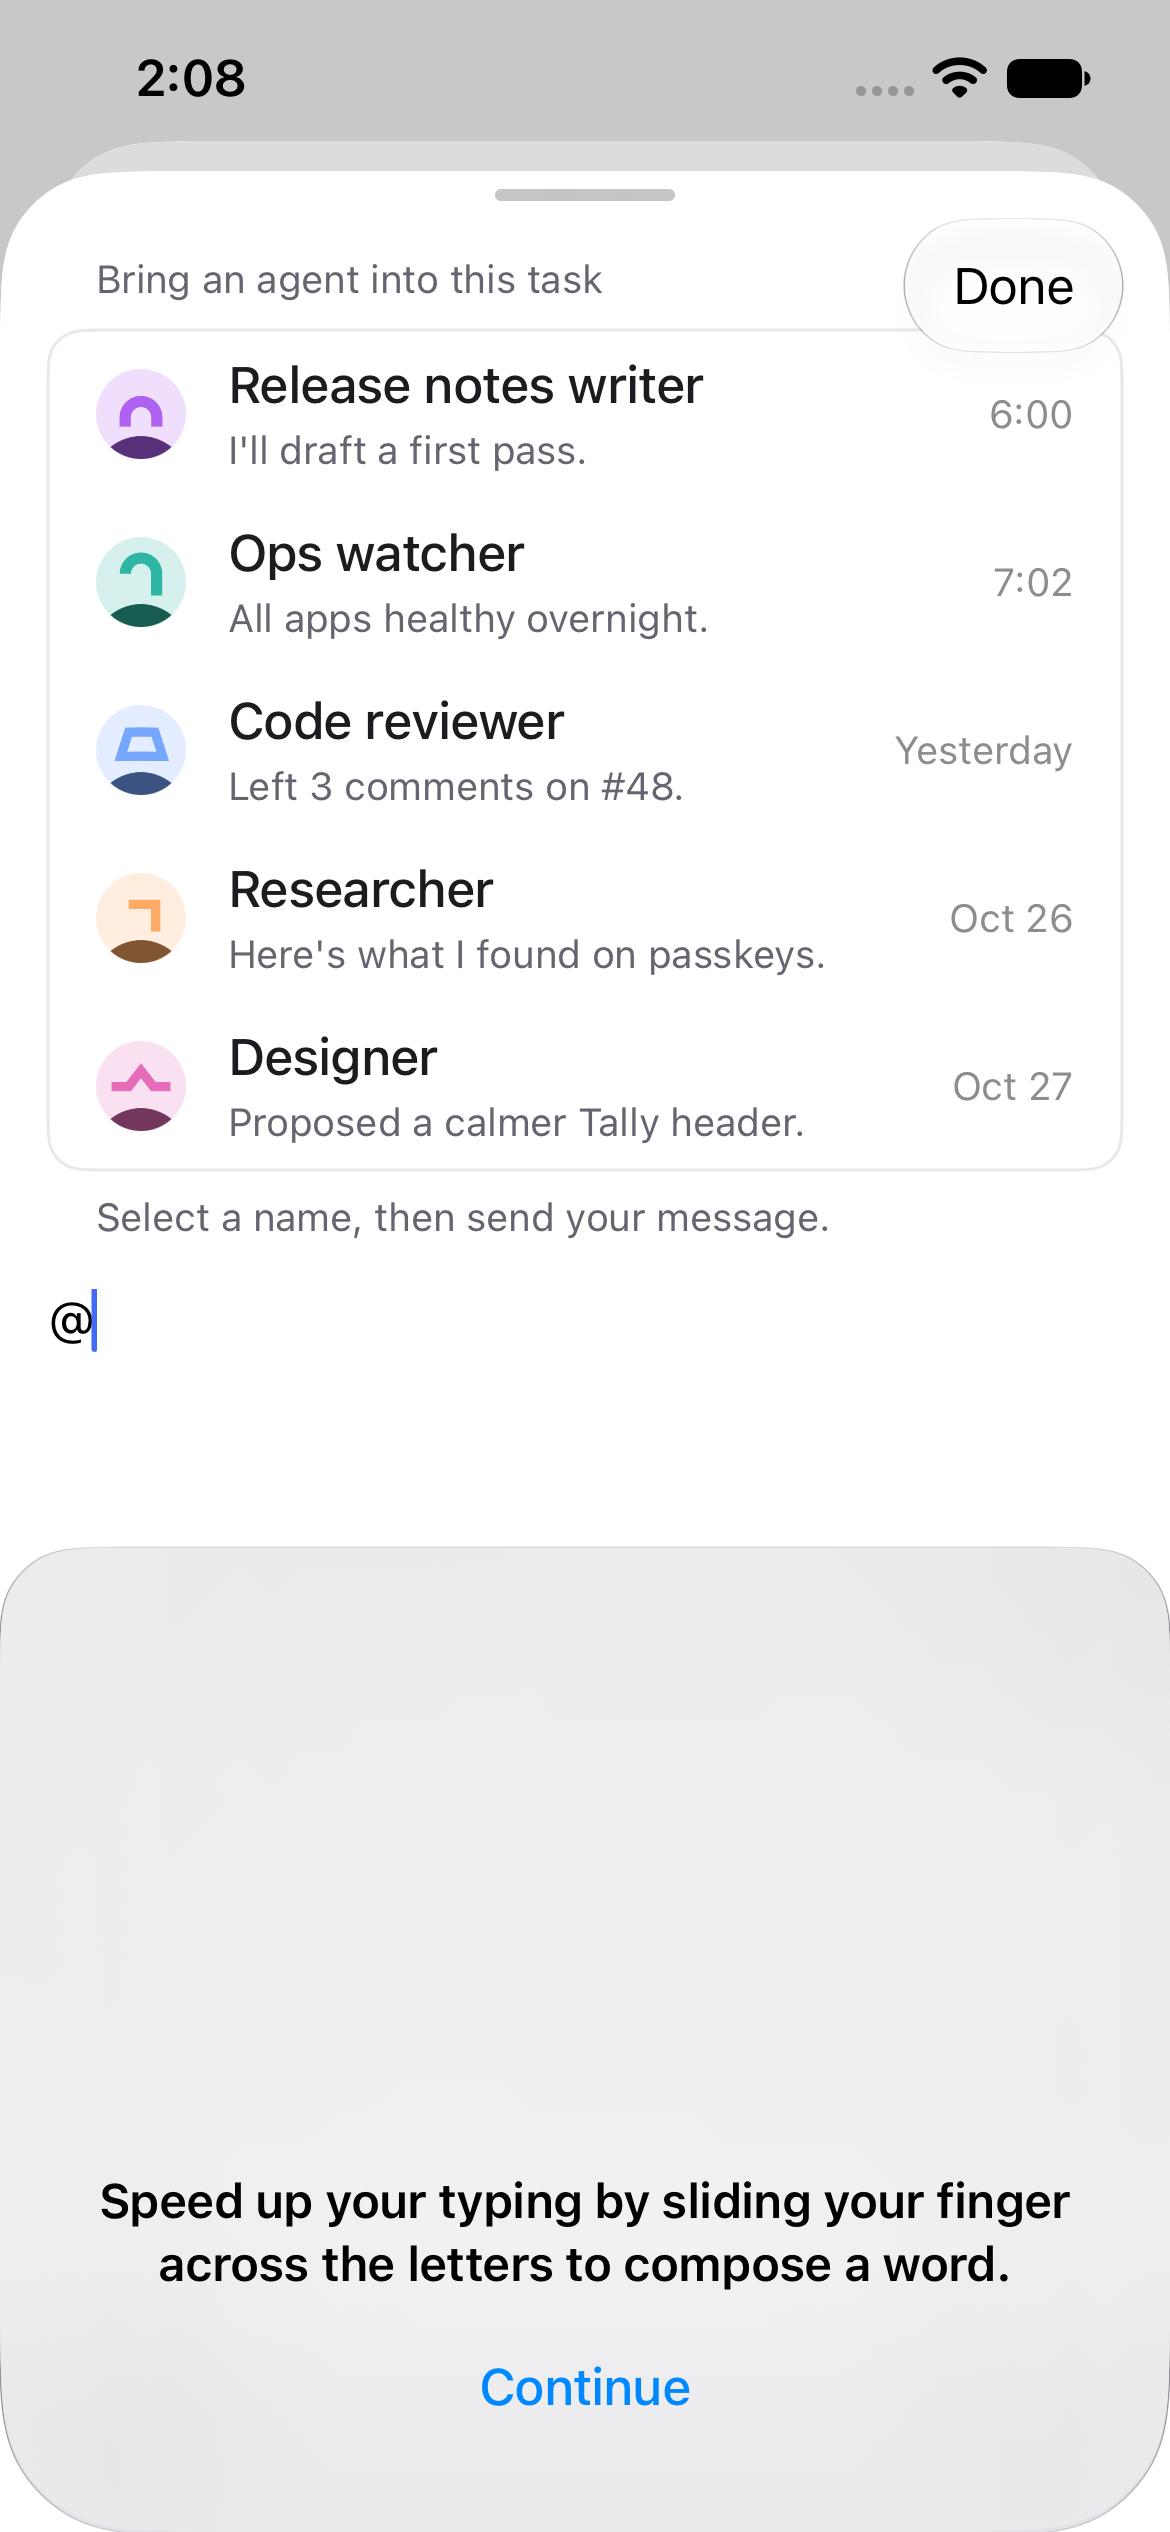 2:08
Bring an agent into this task
Done
Release notes writer
I'll draft a first pass.
6:00
Ops watcher
All apps healthy overnight.
7:02
Code reviewer
Left 3 comments on #48.
Yesterday
Researcher
Here's what I found on passkeys.
Oct 26
Designer
Proposed a calmer Tally header.
Oct 27
Select a name, then send your message.
@
Speed up your typing by sliding your finger
across the letters to compose a word.
Continue